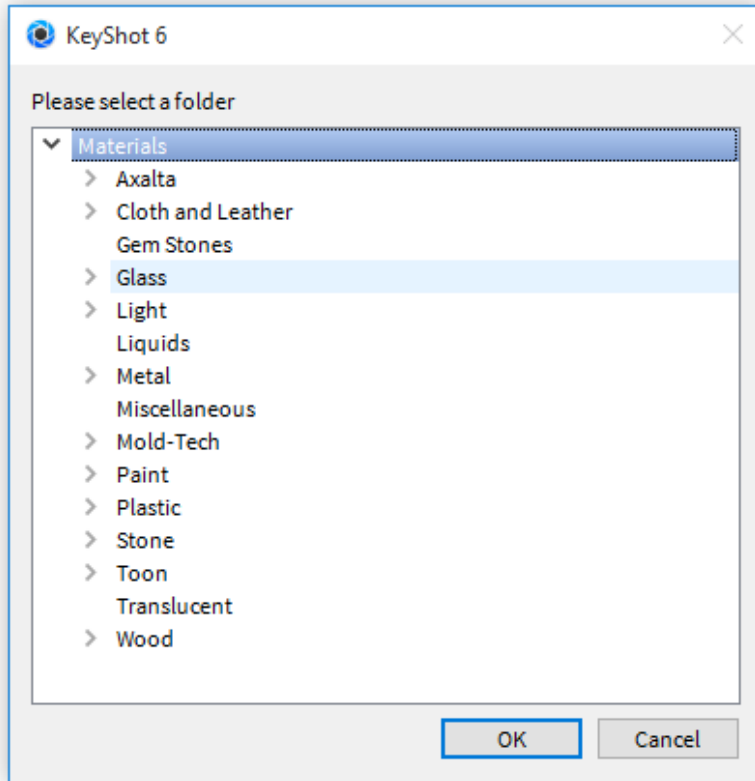 KeyShot 6
Please select a folder
Materials
Axalta
Cloth and Leather
Gem Stones
Glass
Light
Liquids
Metal
Miscellaneous
Mold-Tech
Paint
Plastic
Stone
Toon
Translucent
Wood
OK Cancel